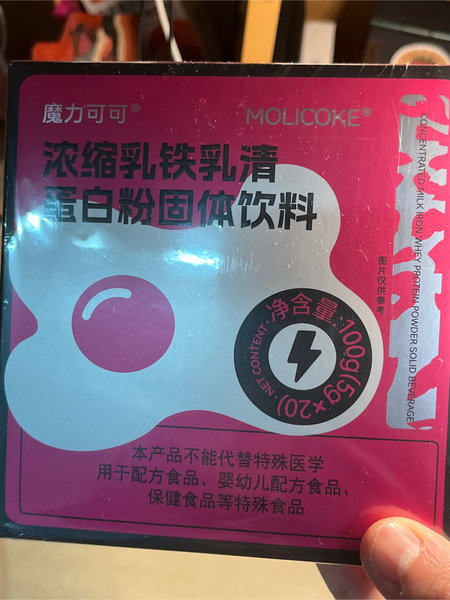 魔力可可®
MOLICOKE®
浓缩乳铁乳清
蛋白粉固体饮料
CONCENTRATED MILK IRON WHEY PROTEIN POWDER SOLID BEVERAGE
图片仅供参考
净含量:100g(5g×20)
NET CONTENT
本产品不能代替特殊医学
用于配方食品、婴幼儿配方食品、
保健食品等特殊食品